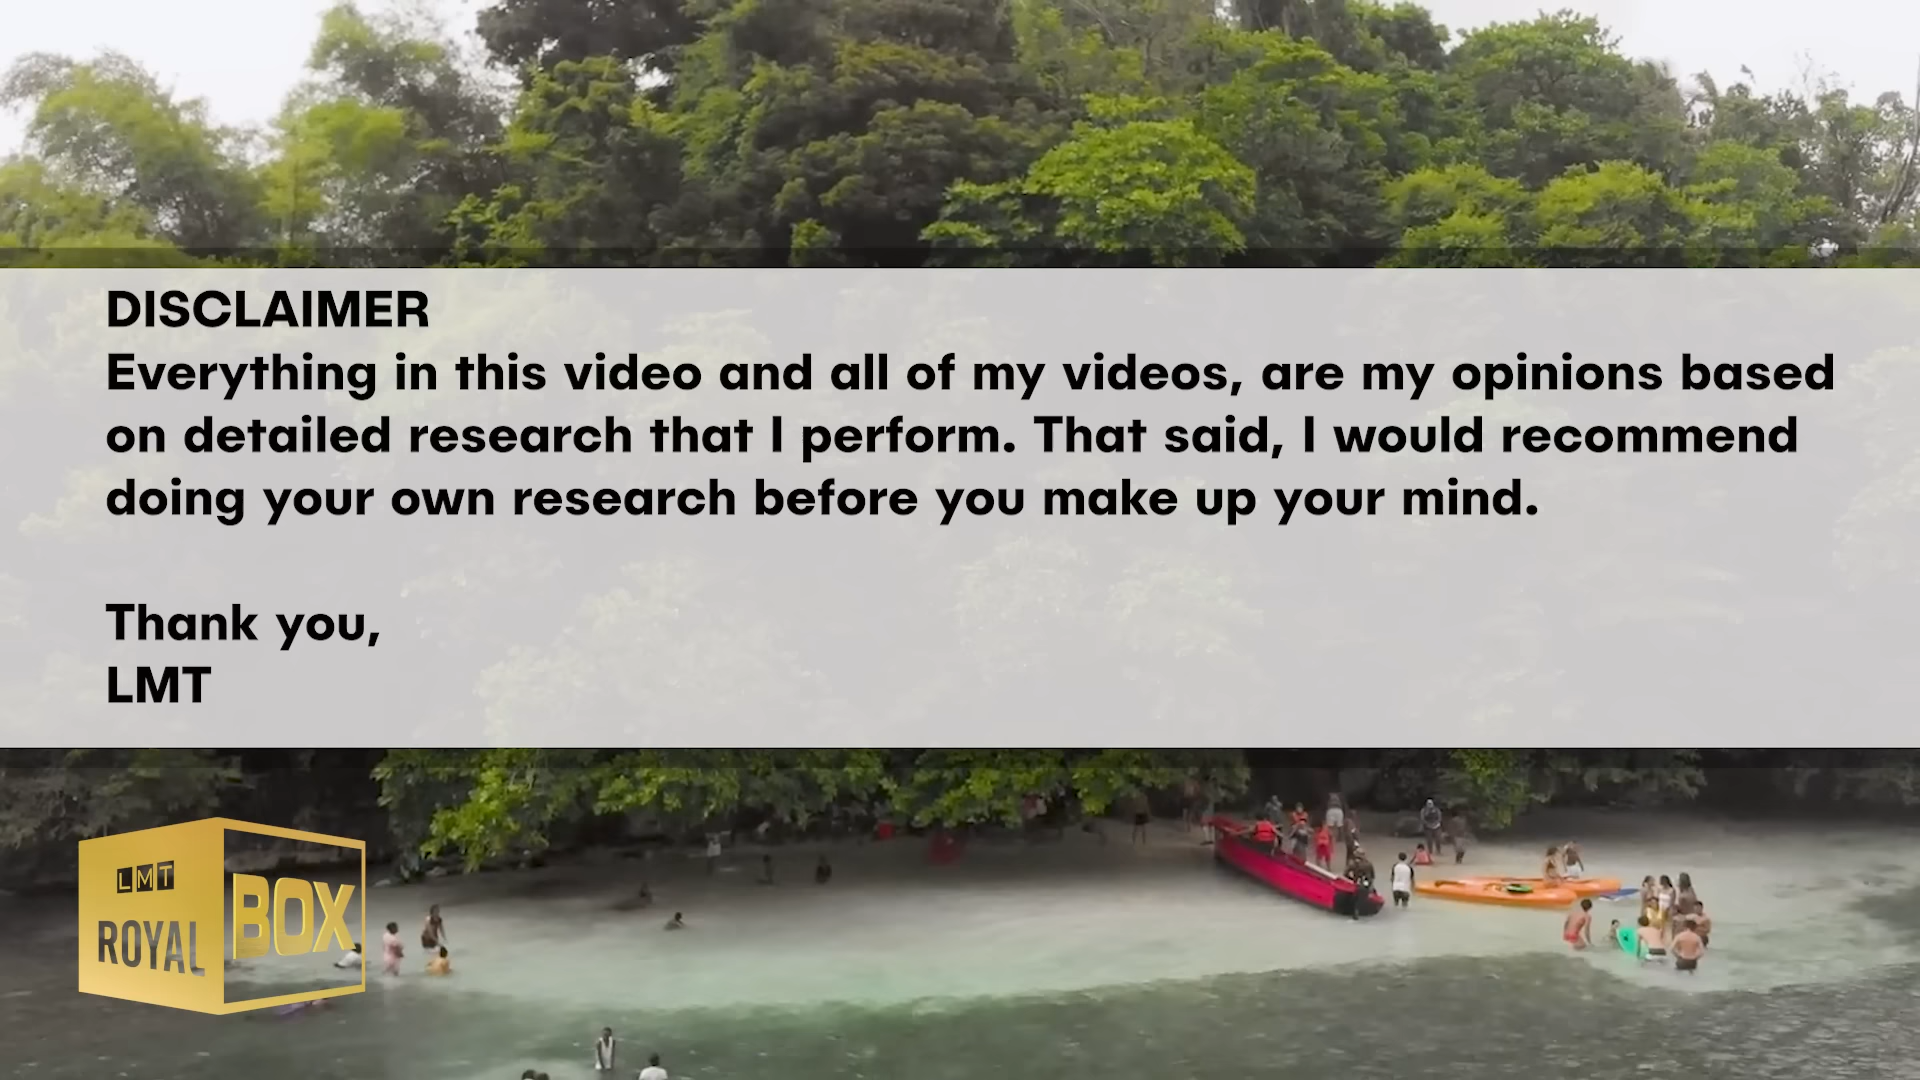 DISCLAIMER
Everything in this video and all of my videos, are my opinions based
on detailed research that I perform. That said, I would recommend
doing your own research before you make up your mind.
Thank you,
LMT
LMT
ROYAL BOX